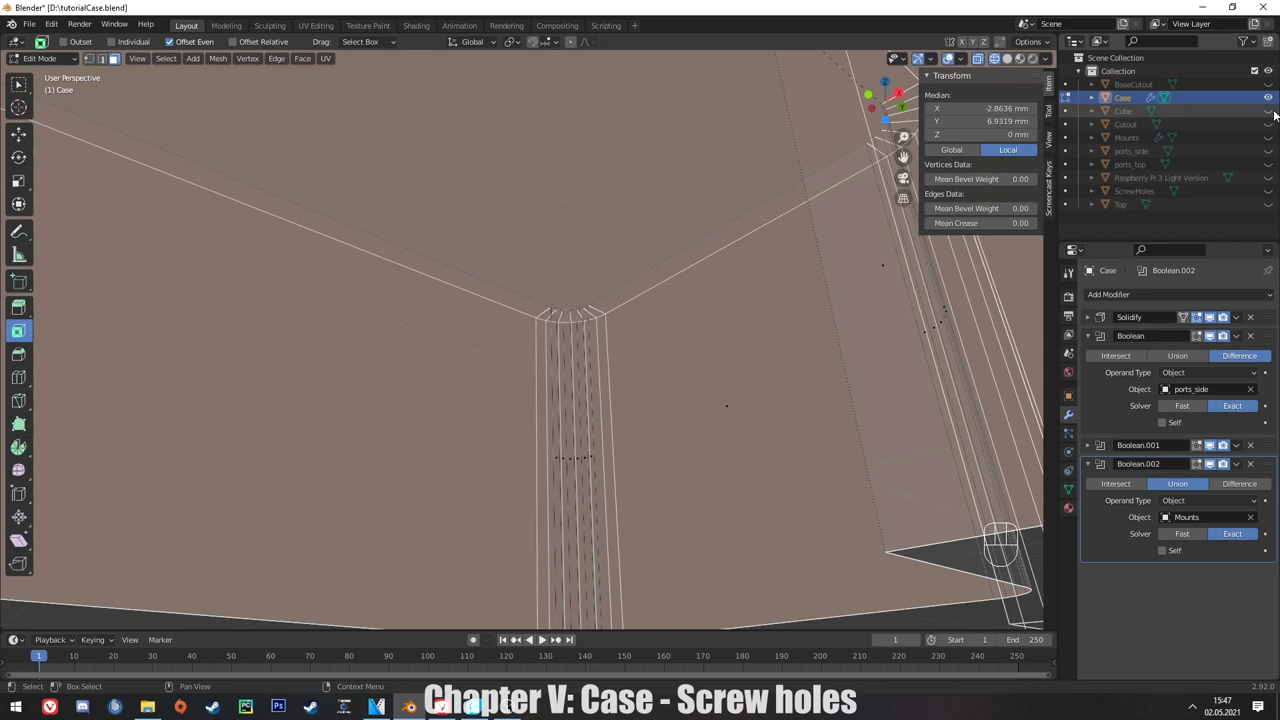 Blender* [D:\tutorialCase.blend]
File Edit Render Window Help Layout Modeling Sculpting UV Editing Texture Paint Shading Animation Rendering Compositing Scripting Scene View Layer
Outset Individual Offset Even Offset Relative Drag: Select Box Global X Y Z Options
Edit Mode View Select Add Mesh Vertex Edge Face UV
User Perspective
(1) Case
Transform
Median:
X -2.8636 mm
Y 6.9319 mm
Z 0 mm
Global Local
Vertices Data:
Mean Bevel Weight 0.00
Edges Data:
Mean Bevel Weight 0.00
Mean Crease 0.00
Item
Tool
View
Screencast Keys
Scene Collection
Collection
BaseCutout
Case
Cube
Cutout
Mounts
ports_side
ports_top
Raspberry Pi 3 Light Version
ScrewHoles
Top
Case Boolean.002
Add Modifier
Solidify
Boolean
Intersect Union Difference
Operand Type Object
Object ports_side
Solver Fast Exact
Self
Boolean.001
Boolean.002
Intersect Union Difference
Operand Type Object
Object Mounts
Solver Fast Exact
Self
Playback Keying View Marker 1 Start 1 End 250
1 10 20 30 40 50 60 70 80 90 100 110 120 130 140 150 160 170 180 190 200 210 220 230 240 250
Select Box Select Pan View Context Menu 2.92.0
Chapter V: Case - Screw holes
15:47
02.05.2021